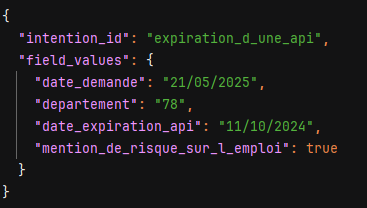 {
  "intention_id": "expiration_d_une_api",
  "field_values": {
    "date_demande": "21/05/2025",
    "departement": "78",
    "date_expiration_api": "11/10/2024",
    "mention_de_risque_sur_l_emploi": true
  }
}